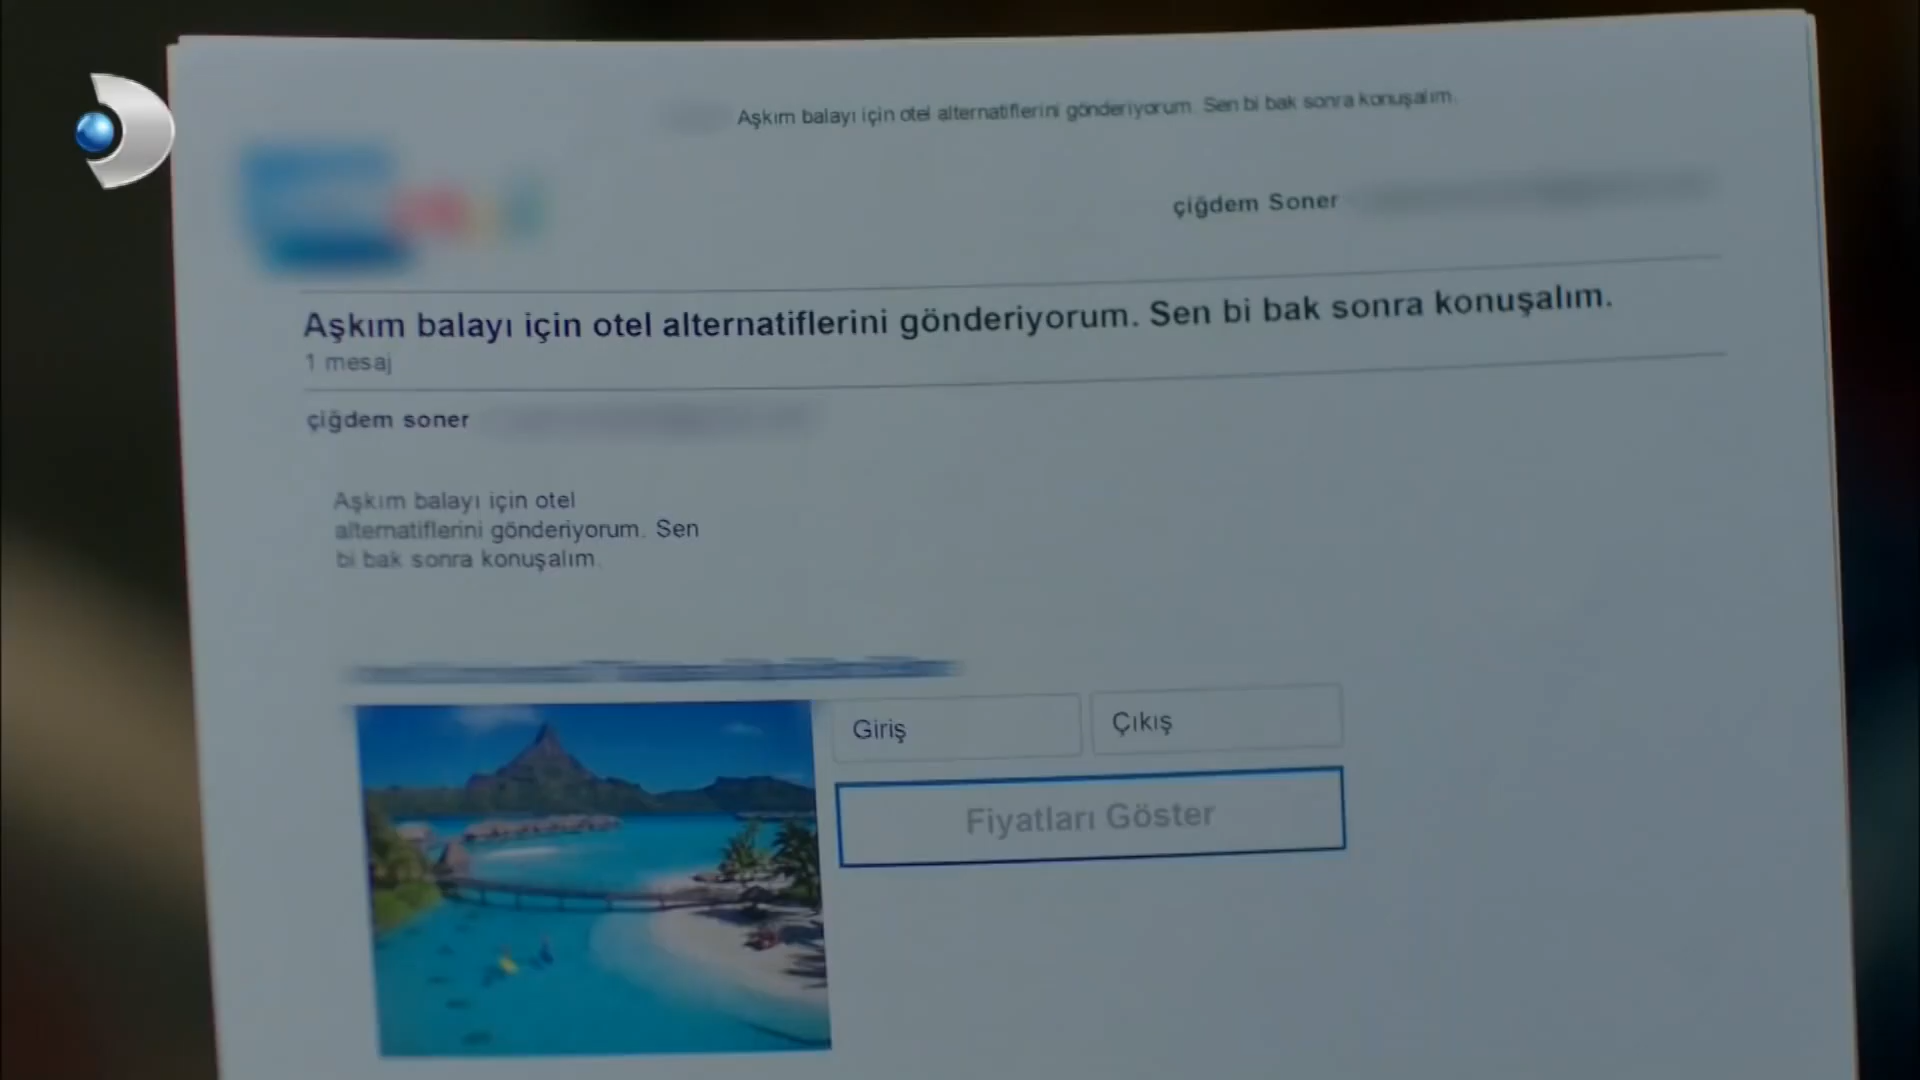 Aşkım balayı için otel alternatiflerini gönderiyorum. Sen bi bak sonra konuşalım.
çiğdem Soner
Aşkım balayı için otel alternatiflerini gönderiyorum. Sen bi bak sonra konuşalım.
1 mesaj
çiğdem soner
Aşkım balayı için otel
alternatiflerini gönderiyorum. Sen
bi bak sonra konuşalım.
Giriş
Çıkış
Fiyatları Göster